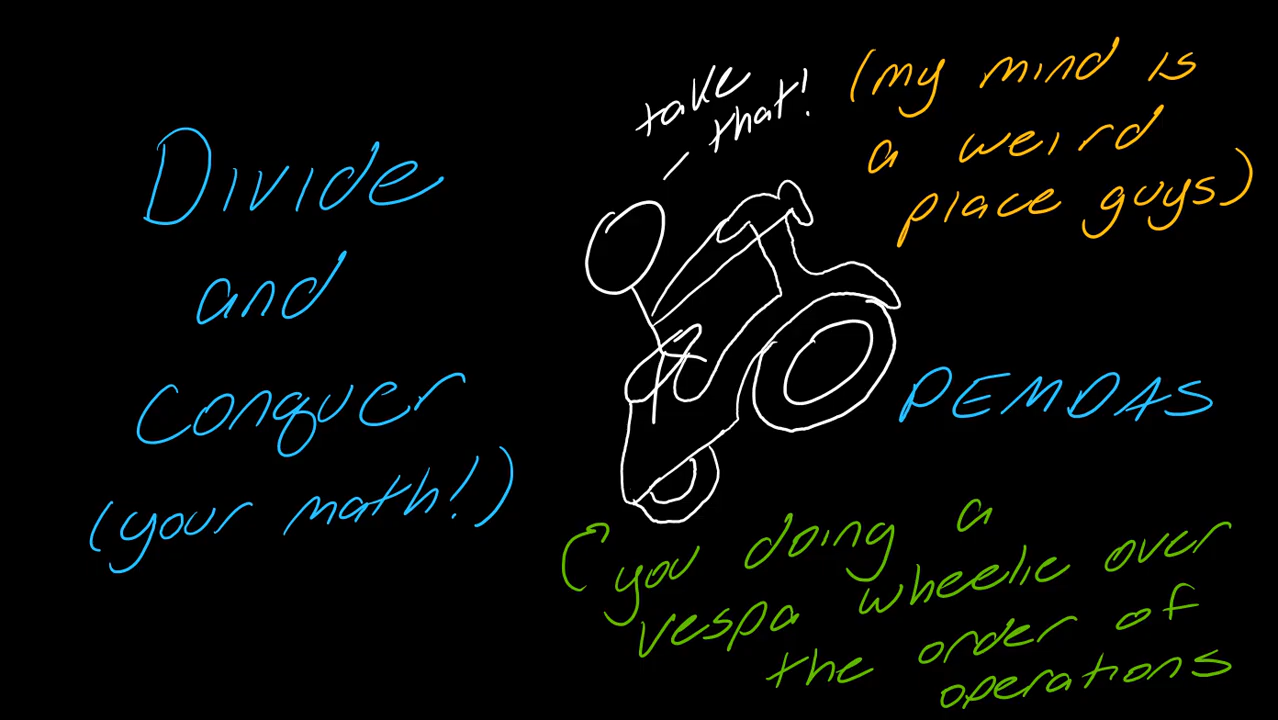 Divide
and
Conquer
(your math!)
take
that!
(my mind is
a weird
place guys)
PEMDAS
you doing a
vespa wheelie over
the order of
operations